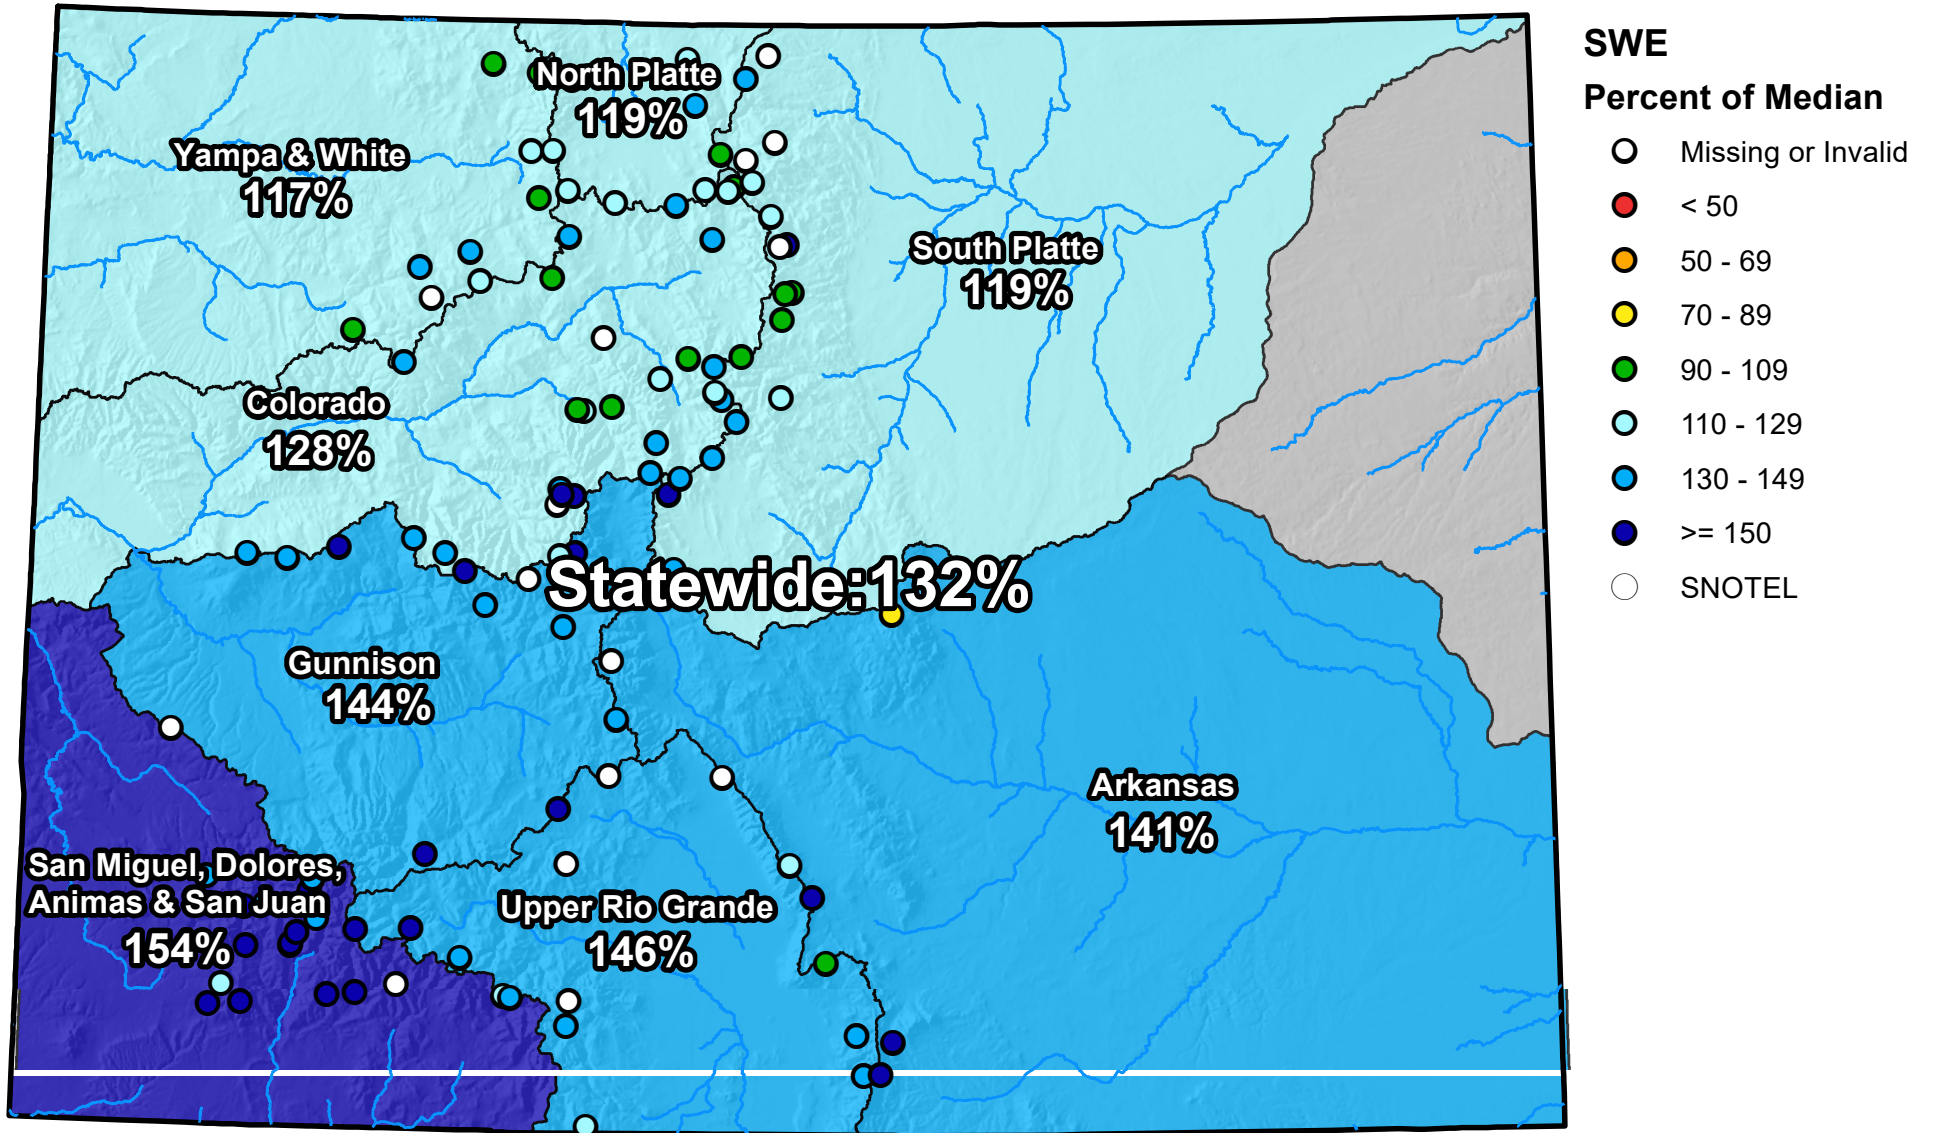 North Platte
119%
Yampa & White
117%
South Platte
119%
Colorado
128%
Statewide:132%
Gunnison
144%
Arkansas
141%
San Miguel, Dolores,
Animas & San Juan
154%
Upper Rio Grande
146%
SWE
Percent of Median
Missing or Invalid
< 50
50 - 69
70 - 89
90 - 109
110 - 129
130 - 149
>= 150
SNOTEL